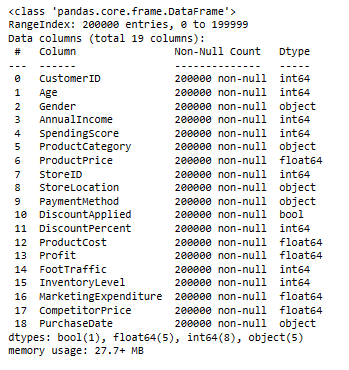 <class 'pandas.core.frame.DataFrame'>
RangeIndex: 200000 entries, 0 to 199999
Data columns (total 19 columns):
 #   Column                Non-Null Count   Dtype
---  ------                --------------   -----
 0   CustomerID            200000 non-null  int64
 1   Age                   200000 non-null  int64
 2   Gender                200000 non-null  object
 3   AnnualIncome          200000 non-null  int64
 4   SpendingScore         200000 non-null  int64
 5   ProductCategory       200000 non-null  object
 6   ProductPrice          200000 non-null  float64
 7   StoreID               200000 non-null  int64
 8   StoreLocation         200000 non-null  object
 9   PaymentMethod         200000 non-null  object
 10  DiscountApplied       200000 non-null  bool
 11  DiscountPercent       200000 non-null  int64
 12  ProductCost           200000 non-null  float64
 13  Profit                200000 non-null  float64
 14  FootTraffic           200000 non-null  int64
 15  InventoryLevel        200000 non-null  int64
 16  MarketingExpenditure  200000 non-null  float64
 17  CompetitorPrice       200000 non-null  float64
 18  PurchaseDate          200000 non-null  object
dtypes: bool(1), float64(5), int64(8), object(5)
memory usage: 27.7+ MB